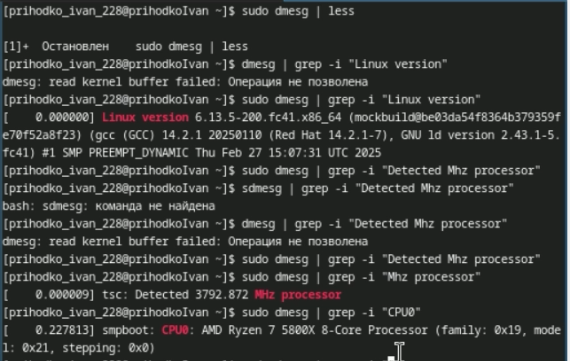 [prihodko_ivan_228@prihodkoIvan ~]$ sudo dmesg | less
[1]+  Остановлен    sudo dmesg | less
[prihodko_ivan_228@prihodkoIvan ~]$ dmesg | grep -i "Linux version"
dmesg: read kernel buffer failed: Операция не позволена
[prihodko_ivan_228@prihodkoIvan ~]$ sudo dmesg | grep -i "Linux version"
[    0.000000] Linux version 6.13.5-200.fc41.x86_64 (mockbuild@be03da54f8364b379359f
e70f52a8f23) (gcc (GCC) 14.2.1 20250110 (Red Hat 14.2.1-7), GNU ld version 2.43.1-5.
fc41) #1 SMP PREEMPT_DYNAMIC Thu Feb 27 15:07:31 UTC 2025
[prihodko_ivan_228@prihodkoIvan ~]$ sudo dmesg | grep -i "Detected Mhz processor"
[prihodko_ivan_228@prihodkoIvan ~]$ sdmesg | grep -i "Detected Mhz processor"
bash: sdmesg: команда не найдена
[prihodko_ivan_228@prihodkoIvan ~]$ dmesg | grep -i "Detected Mhz processor"
dmesg: read kernel buffer failed: Операция не позволена
[prihodko_ivan_228@prihodkoIvan ~]$ sudo dmesg | grep -i "Detected Mhz processor"
[prihodko_ivan_228@prihodkoIvan ~]$ sudo dmesg | grep -i "Mhz processor"
[    0.000009] tsc: Detected 3792.872 MHz processor
[prihodko_ivan_228@prihodkoIvan ~]$ sudo dmesg | grep -i "CPU0"
[    0.227813] smpboot: CPU0: AMD Ryzen 7 5800X 8-Core Processor (family: 0x19, mode
l: 0x21, stepping: 0x0)